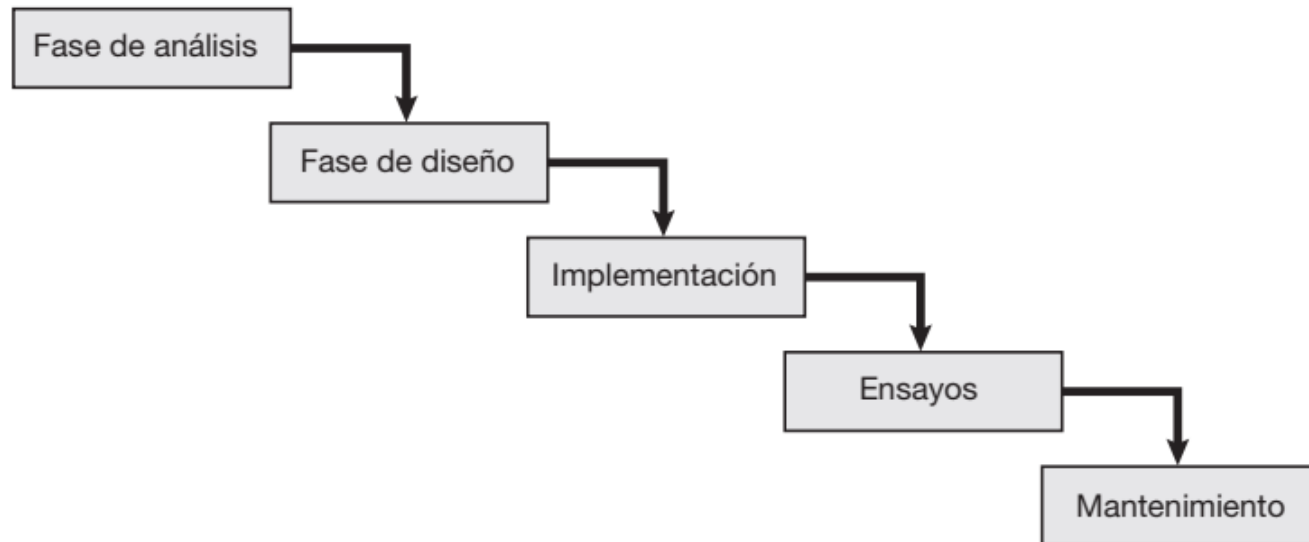 Fase de análisis
Fase de diseño
Implementación
Ensayos
Mantenimiento